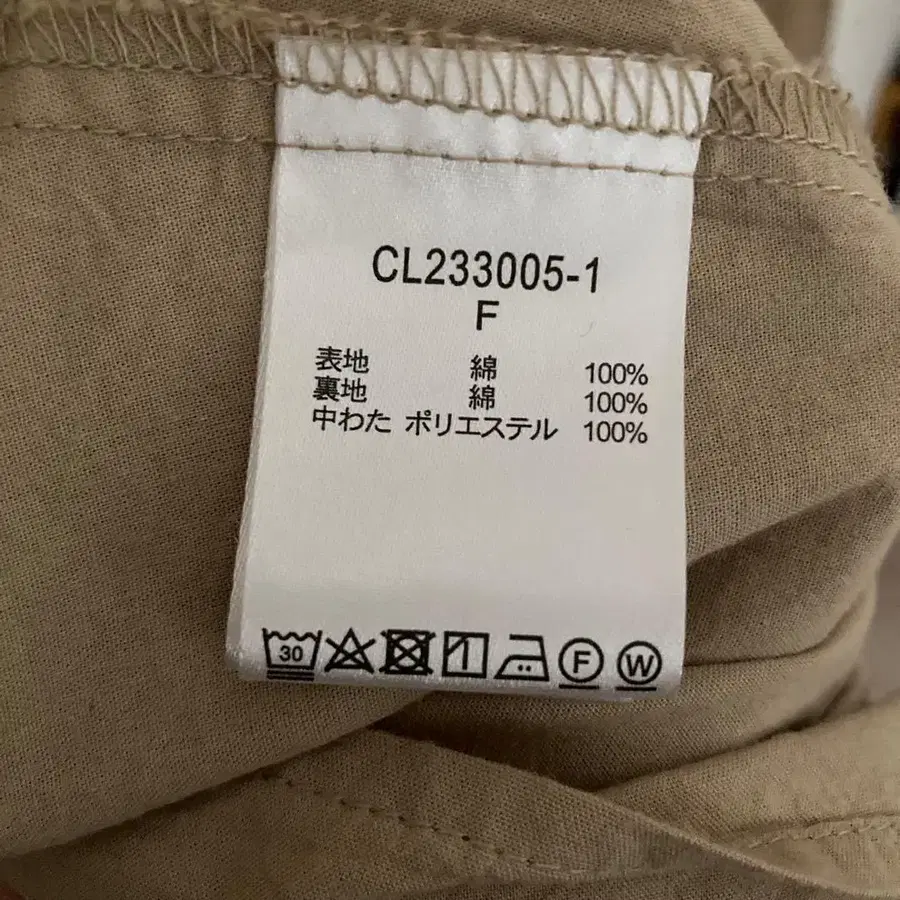 CL233005-1
F
表地 綿 100%
裏地 綿 100%
中わた ポリエステル 100%
30 F W